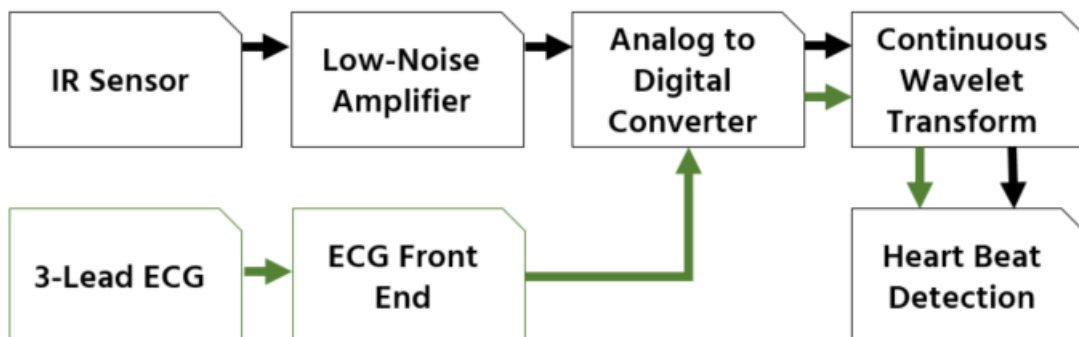 IR Sensor
Low-Noise
Amplifier
Analog to
Digital
Converter
Continuous
Wavelet
Transform
3-Lead ECG
ECG Front
End
Heart Beat
Detection